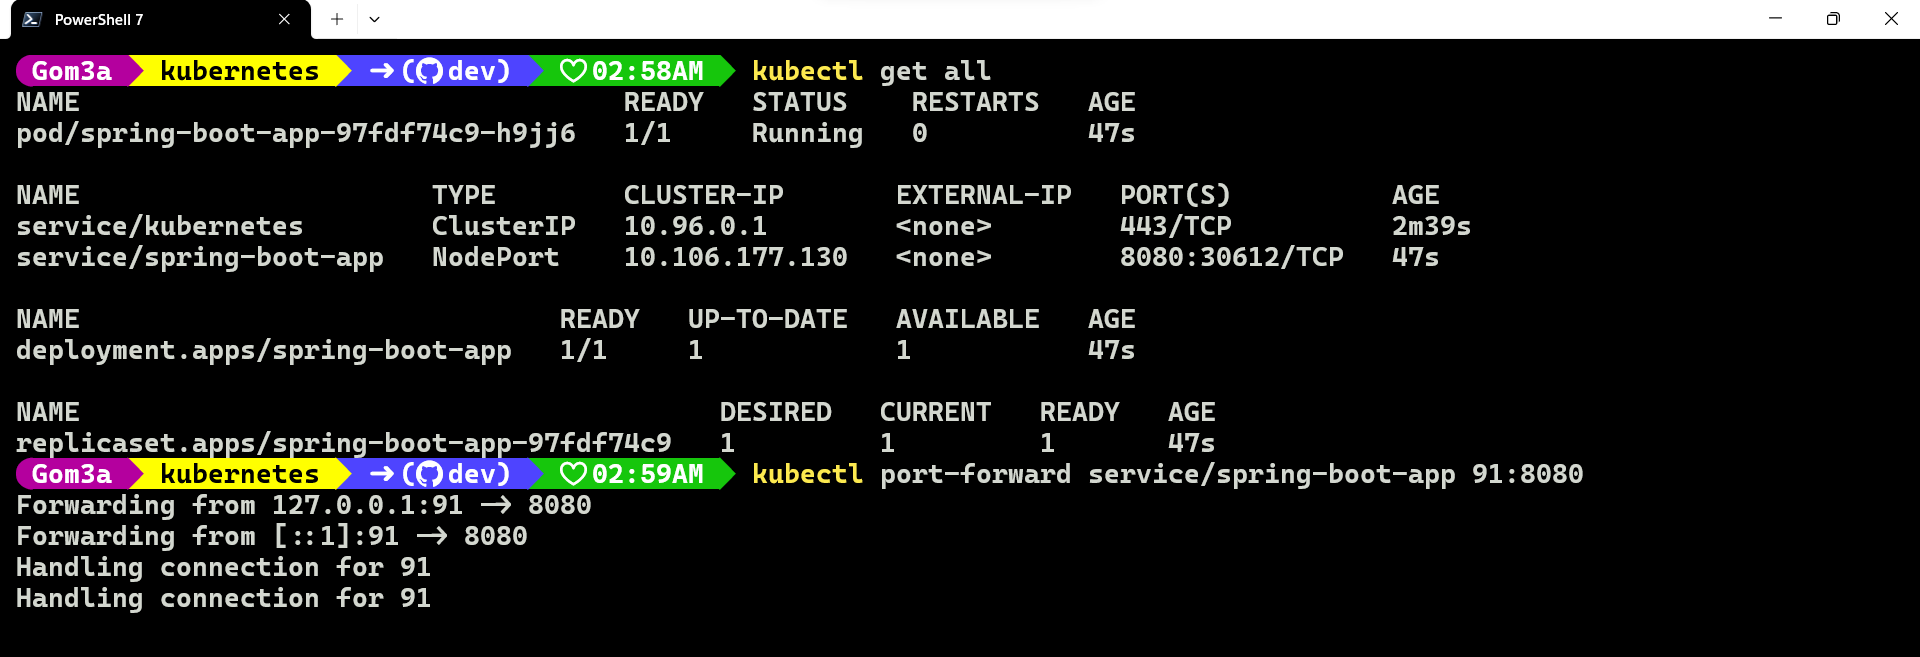 PowerShell 7
Gom3a kubernetes →(dev) ♡02:58AM kubectl get all
NAME READY STATUS RESTARTS AGE
pod/spring-boot-app-97fdf74c9-h9jj6 1/1 Running 0 47s
NAME TYPE CLUSTER-IP EXTERNAL-IP PORT(S) AGE
service/kubernetes ClusterIP 10.96.0.1 <none> 443/TCP 2m39s
service/spring-boot-app NodePort 10.106.177.130 <none> 8080:30612/TCP 47s
NAME READY UP-TO-DATE AVAILABLE AGE
deployment.apps/spring-boot-app 1/1 1 1 47s
NAME DESIRED CURRENT READY AGE
replicaset.apps/spring-boot-app-97fdf74c9 1 1 1 47s
Gom3a kubernetes →(dev) ♡02:59AM kubectl port-forward service/spring-boot-app 91:8080
Forwarding from 127.0.0.1:91 -> 8080
Forwarding from [::1]:91 -> 8080
Handling connection for 91
Handling connection for 91